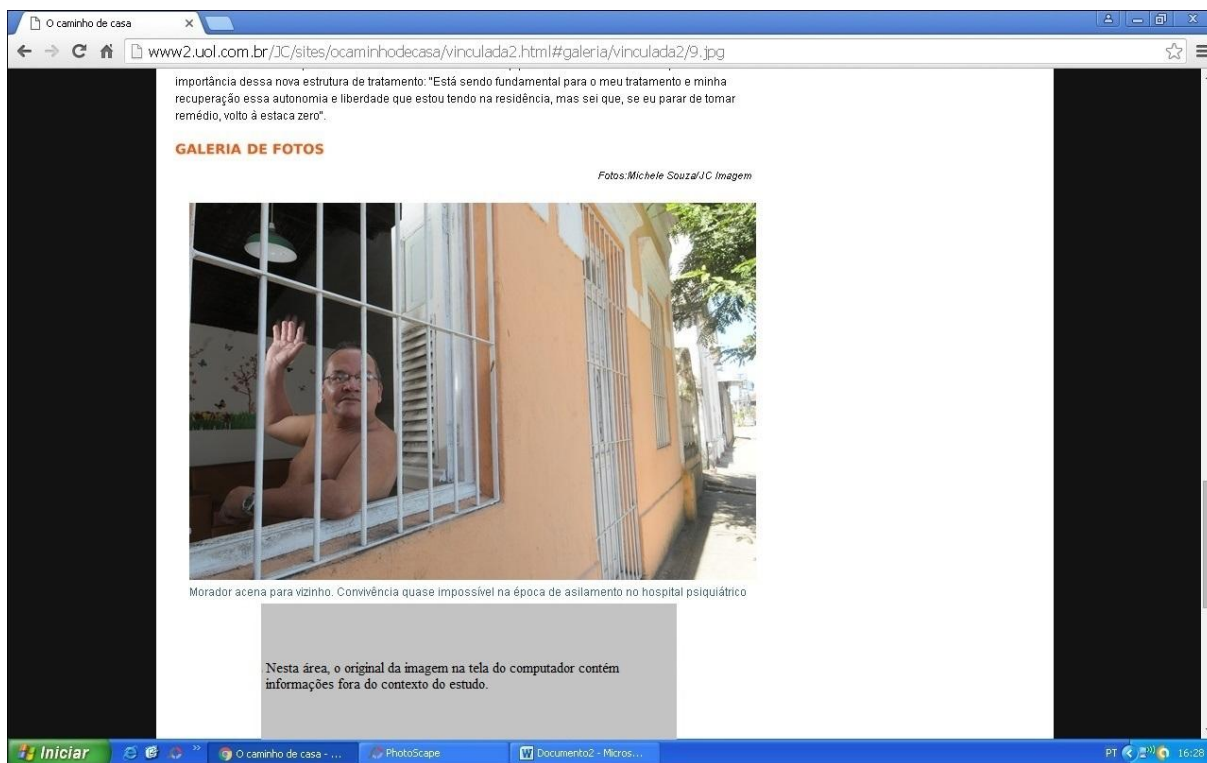 O caminho de casa
www2.uol.com.br/JC/sites/ocaminhodecasa/vinculada2.html#galeria/vinculada2/9.jpg
importância dessa nova estrutura de tratamento: "Está sendo fundamental para o meu tratamento e minha
recuperação essa autonomia e liberdade que estou tendo na residência, mas sei que, se eu parar de tomar
remédio, volto à estaca zero".
GALERIA DE FOTOS
Fotos:Michele Souza/JC Imagem
Morador acena para vizinho. Convivência quase impossível na época de asilamento no hospital psiquiátrico
Nesta área, o original da imagem na tela do computador contém
informações fora do contexto do estudo.
Iniciar
O caminho de casa - ...
PhotoScape
Documento2 - Micros...
PT
16:28